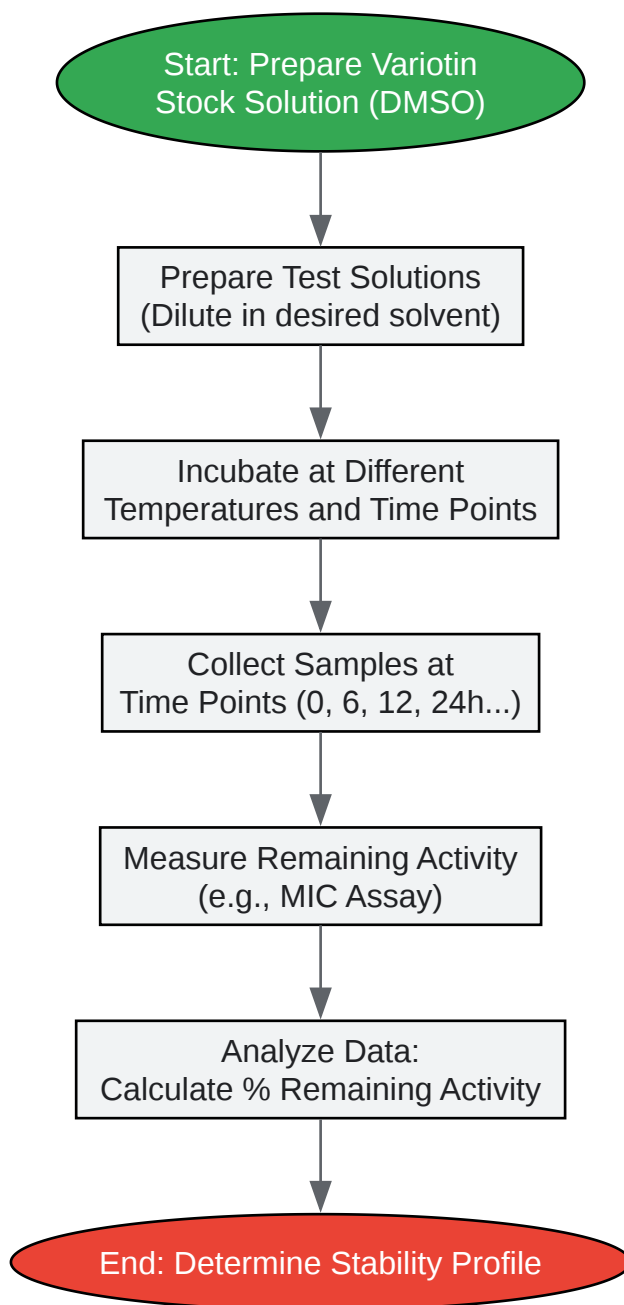 Start: Prepare Variotin
Stock Solution (DMSO)
Prepare Test Solutions
(Dilute in desired solvent)
Incubate at Different
Temperatures and Time Points
Collect Samples at
Time Points (0, 6, 12, 24h...)
Measure Remaining Activity
(e.g., MIC Assay)
Analyze Data:
Calculate % Remaining Activity
End: Determine Stability Profile